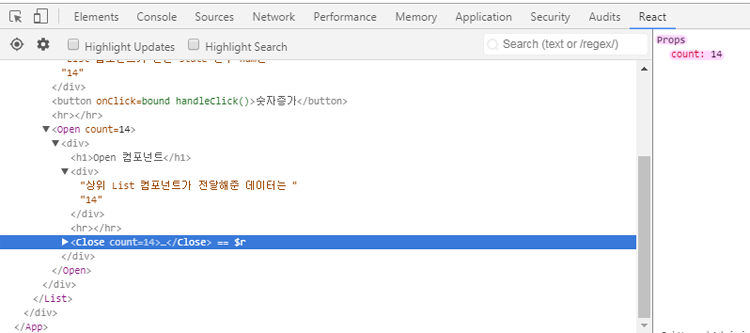 Elements Console Sources Network Performance Memory Application Security Audits React
Highlight Updates Highlight Search Search (text or /regex/)
Props
count: 14
"14"
</div>
<button onClick=bound handleClick()>숫자증가</button>
<hr></hr>
▼<Open count=14>
▼<div>
<h1>Open 컴포넌트</h1>
▼<div>
"상위 List 컴포넌트가 전달해준 데이터는 "
"14"
</div>
<hr></hr>
▶<Close count=14>…</Close> == $r
</div>
</Open>
</div>
</List>
</div>
</App>